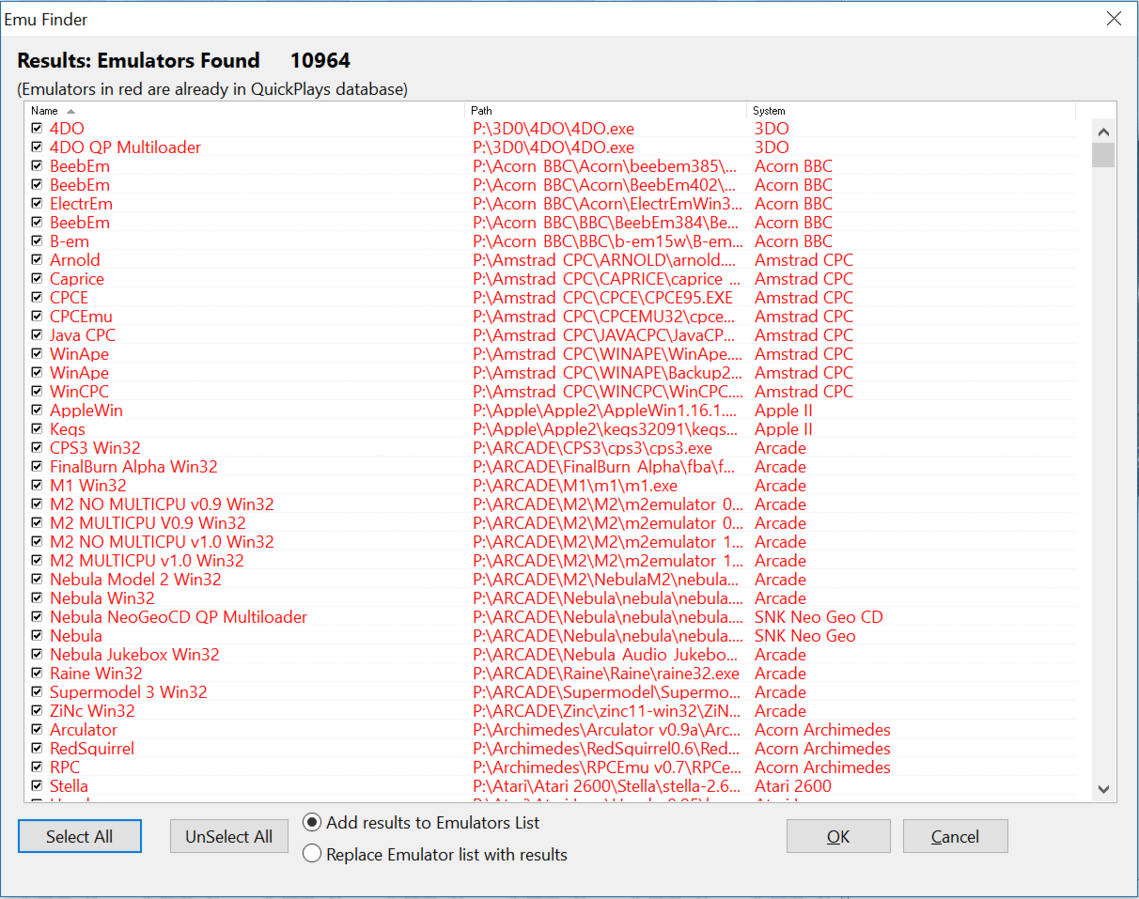 Emu Finder
Results: Emulators Found 10964
(Emulators in red are already in QuickPlays database)
Name Path System
4DO P:\3D0\4DO\4DO.exe 3DO
4DO QP Multiloader P:\3D0\4DO\4DO.exe 3DO
BeebEm P:\Acorn BBC\Acorn\beebem385\... Acorn BBC
BeebEm P:\Acorn BBC\Acorn\BeebEm402\... Acorn BBC
ElectrEm P:\Acorn BBC\Acorn\ElectrEmWin3... Acorn BBC
BeebEm P:\Acorn BBC\BBC\BeebEm384\Be... Acorn BBC
B-em P:\Acorn BBC\BBC\b-em15w\B-em... Acorn BBC
Arnold P:\Amstrad CPC\ARNOLD\arnold.... Amstrad CPC
Caprice P:\Amstrad CPC\CAPRICE\caprice ... Amstrad CPC
CPCE P:\Amstrad CPC\CPCE\CPCE95.EXE Amstrad CPC
CPCEmu P:\Amstrad CPC\CPCEMU32\cpce... Amstrad CPC
Java CPC P:\Amstrad CPC\JAVACPC\JavaCP... Amstrad CPC
WinApe P:\Amstrad CPC\WINAPE\WinApe.... Amstrad CPC
WinApe P:\Amstrad CPC\WINAPE\Backup2... Amstrad CPC
WinCPC P:\Amstrad CPC\WINCPC\WinCPC.... Amstrad CPC
AppleWin P:\Apple\Apple2\AppleWin1.16.1.... Apple II
Kegs P:\Apple\Apple2\kegs32091\kegs... Apple II
CPS3 Win32 P:\ARCADE\CPS3\cps3\cps3.exe Arcade
FinalBurn Alpha Win32 P:\ARCADE\FinalBurn Alpha\fba\f... Arcade
M1 Win32 P:\ARCADE\M1\m1\m1.exe Arcade
M2 NO MULTICPU v0.9 Win32 P:\ARCADE\M2\M2\m2emulator 0... Arcade
M2 MULTICPU V0.9 Win32 P:\ARCADE\M2\M2\m2emulator 0... Arcade
M2 NO MULTICPU v1.0 Win32 P:\ARCADE\M2\M2\m2emulator 1... Arcade
M2 MULTICPU v1.0 Win32 P:\ARCADE\M2\M2\m2emulator 1... Arcade
Nebula Model 2 Win32 P:\ARCADE\M2\NebulaM2\nebula... Arcade
Nebula Win32 P:\ARCADE\Nebula\nebula\nebula.... Arcade
Nebula NeoGeoCD QP Multiloader P:\ARCADE\Nebula\nebula\nebula.... SNK Neo Geo CD
Nebula P:\ARCADE\Nebula\nebula\nebula.... SNK Neo Geo
Nebula Jukebox Win32 P:\ARCADE\Nebula Audio Jukebo... Arcade
Raine Win32 P:\ARCADE\Raine\Raine\raine32.exe Arcade
Supermodel 3 Win32 P:\ARCADE\Supermodel\Supermo... Arcade
ZiNc Win32 P:\ARCADE\Zinc\zinc11-win32\ZiN... Arcade
Arculator P:\Archimedes\Arculator v0.9a\Arc... Acorn Archimedes
RedSquirrel P:\Archimedes\RedSquirrel0.6\Red... Acorn Archimedes
RPC P:\Archimedes\RPCEmu v0.7\RPCe... Acorn Archimedes
Stella P:\Atari\Atari 2600\Stella\stella-2.6... Atari 2600
Select All UnSelect All
Add results to Emulators List
Replace Emulator list with results
OK Cancel